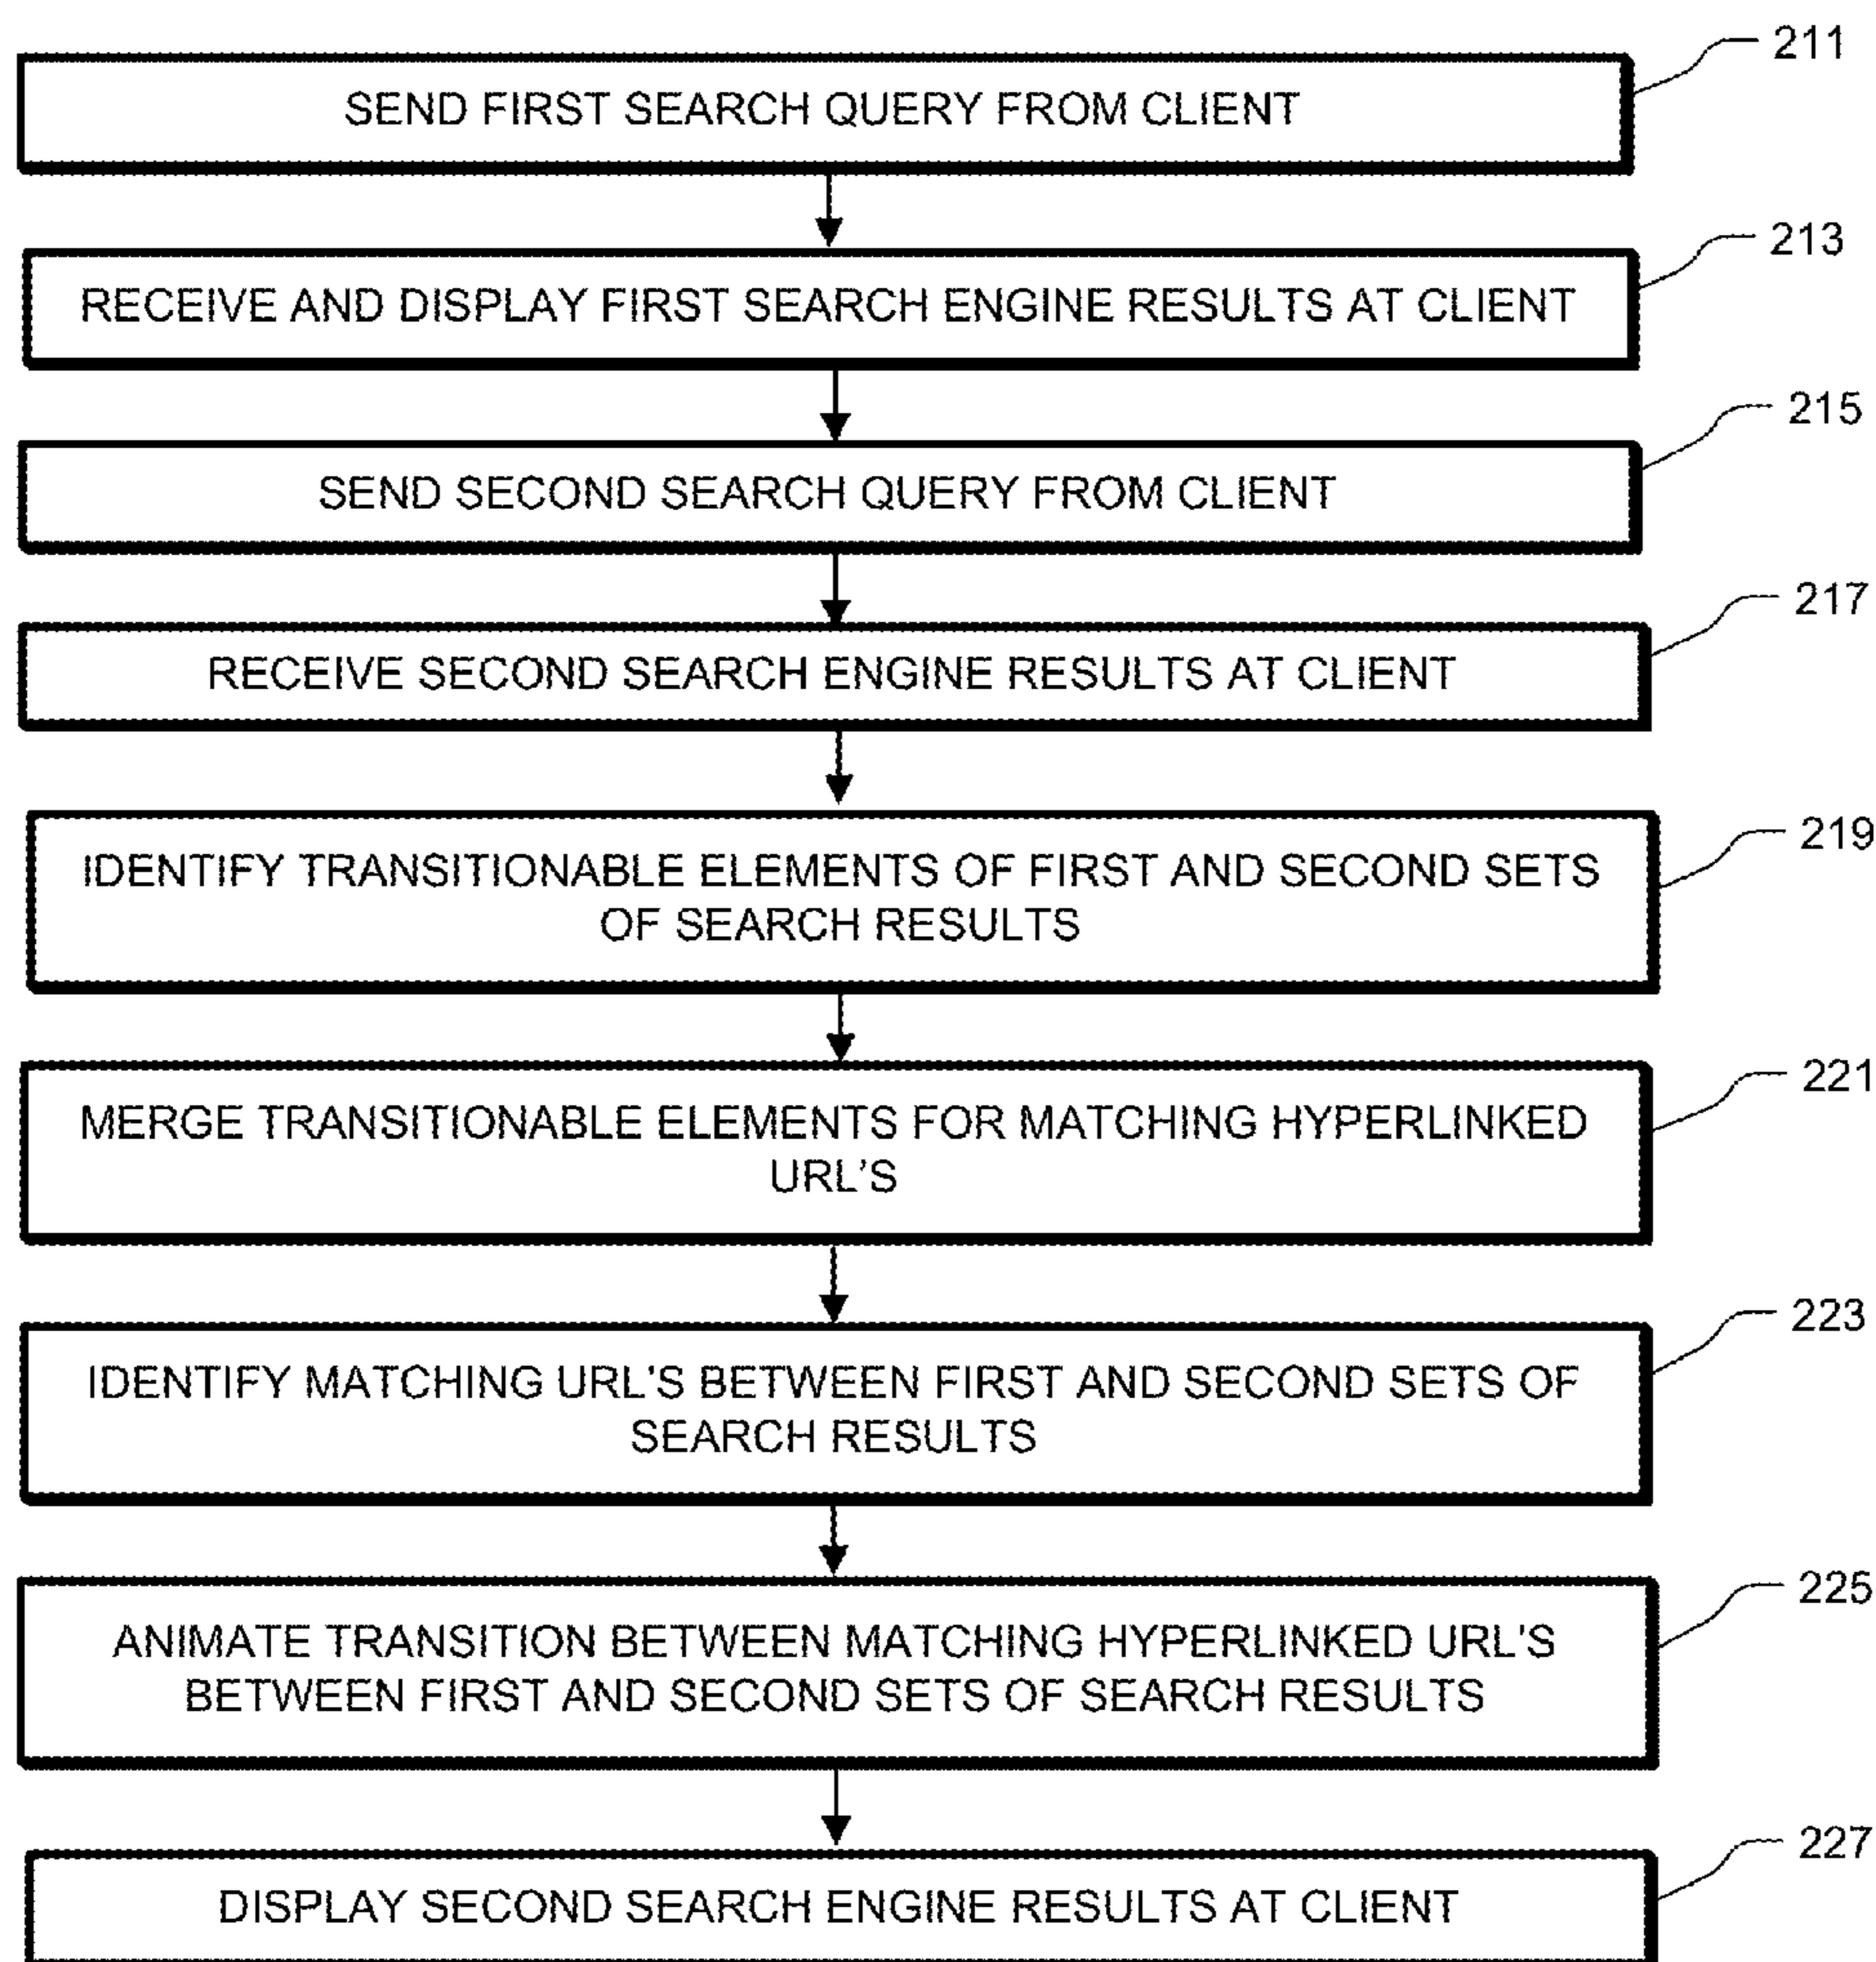 211
SEND FIRST SEARCH QUERY FROM CLIENT
213
RECEIVE AND DISPLAY FIRST SEARCH ENGINE RESULTS AT CLIENT
215
SEND SECOND SEARCH QUERY FROM CLIENT
217
RECEIVE SECOND SEARCH ENGINE RESULTS AT CLIENT
219
IDENTIFY TRANSITIONABLE ELEMENTS OF FIRST AND SECOND SETS
OF SEARCH RESULTS
221
MERGE TRANSITIONABLE ELEMENTS FOR MATCHING HYPERLINKED
URL’S
223
IDENTIFY MATCHING URL'S BETWEEN FIRST AND SECOND SETS OF
SEARCH RESULTS
225
ANIMATE TRANSITION BETWEEN MATCHING HYPERLINKED URL'S
BETWEEN FIRST AND SECOND SETS OF SEARCH RESULTS
227
DISPLAY SECOND SEARCH ENGINE RESULTS AT CLIENT